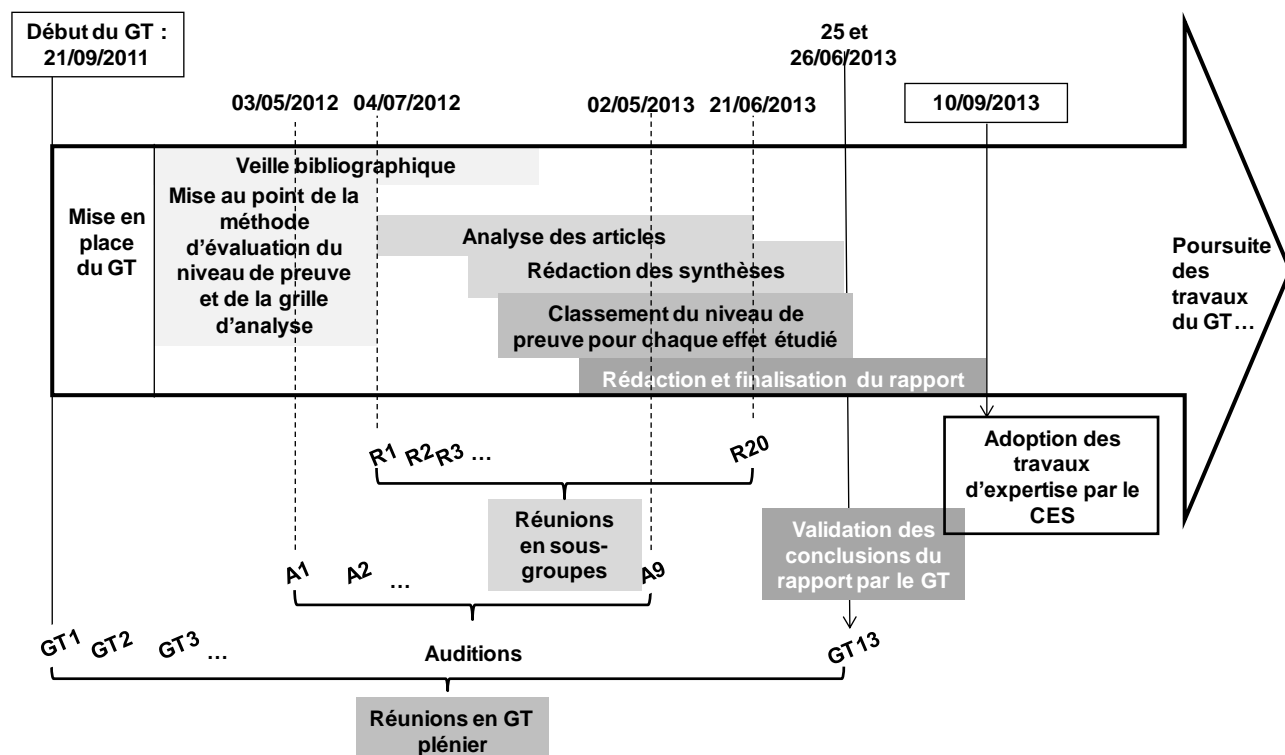 Début du GT :
21/09/2011
25 et
26/06/2013
03/05/2012
04/07/2012
02/05/2013
21/06/2013
10/09/2013
Mise en
place
du GT
Veille bibliographique
Mise au point de la
méthode
d'évaluation du
niveau de preuve
et de la grille
d'analyse
Analyse des articles
Rédaction des synthèses
Classement du niveau de
preuve pour chaque effet étudié
Rédaction et finalisation du rapport
Poursuite
des
travaux
du GT…
R1 R2 R3 … R20
Réunions
en sous-
groupes
Adoption des
travaux
d'expertise par le
CES
Validation des
conclusions du
rapport par le GT
A1 A2 … A9
Auditions
GT1 GT2 GT3 … GT13
Réunions en GT
plénier